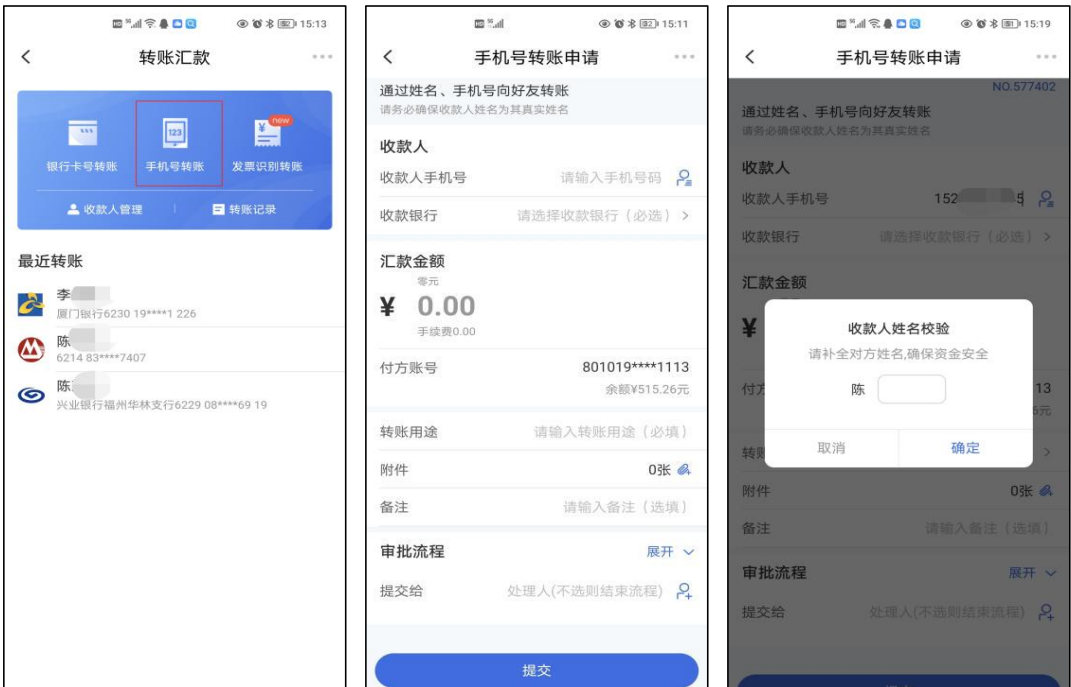 HD 5G 82 15:13
转账汇款
123
new
银行卡号转账 手机号转账 发票识别转账
收款人管理 转账记录
最近转账
李
厦门银行6230 19****1 226
陈
6214 83****7407
陈
兴业银行福州华林支行6229 08****69 19
HD 5G 82 15:11
手机号转账申请
通过姓名、手机号向好友转账
请务必确保收款人姓名为其真实姓名
收款人
收款人手机号 请输入手机号码
收款银行 请选择收款银行（必选）
汇款金额
零元
¥ 0.00
手续费0.00
付方账号 801019****1113
余额¥515.26元
转账用途 请输入转账用途（必填）
附件 0张
备注 请输入备注（选填）
审批流程 展开
提交给 处理人(不选则结束流程)
提交
HD 5G 15:19
手机号转账申请
NO.577402
通过姓名、手机号向好友转账
请务必确保收款人姓名为其真实姓名
收款人
收款人手机号 152 5
收款银行 请选择收款银行（必选）
汇款金额
¥
收款人姓名校验
请补全对方姓名,确保资金安全
付方 陈 13
元
转账 取消 确定
附件 0张
备注 请输入备注（选填）
审批流程 展开
提交给 处理人(不选则结束流程)